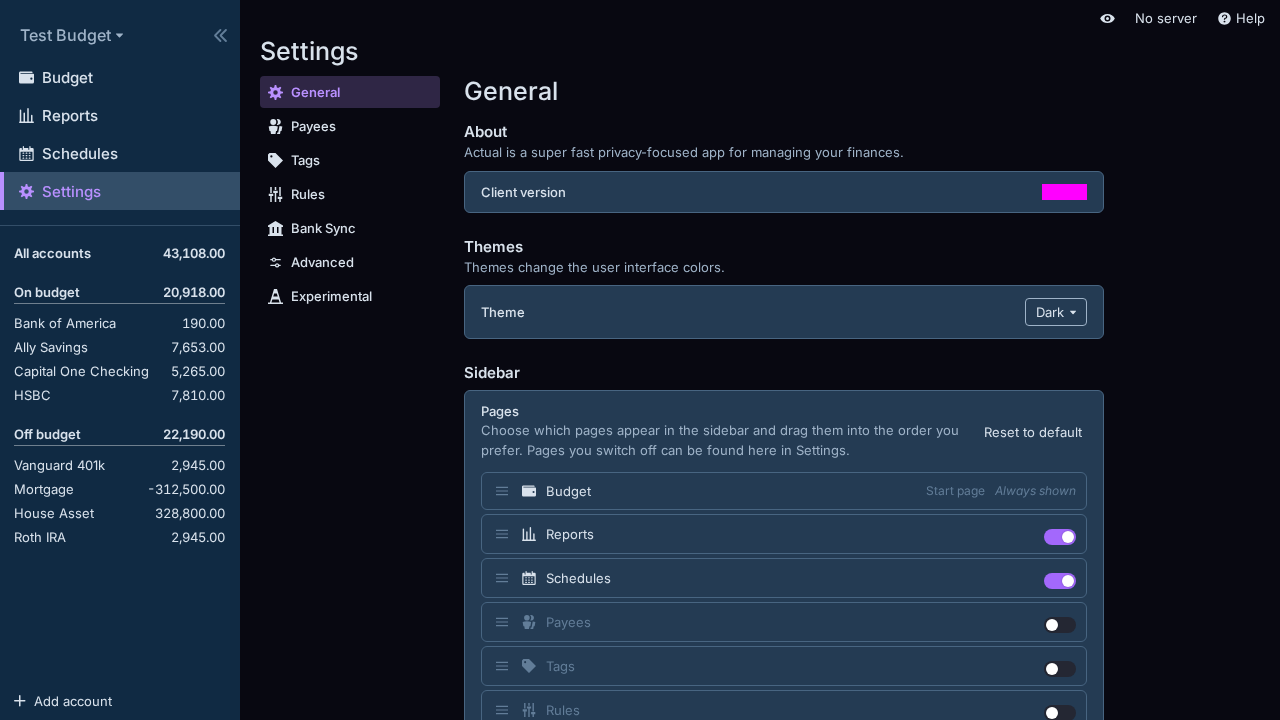 Test Budget
Budget
Reports
Schedules
Settings
All accounts 43,108.00
On budget 20,918.00
Bank of America 190.00
Ally Savings 7,653.00
Capital One Checking 5,265.00
HSBC 7,810.00
Off budget 22,190.00
Vanguard 401k 2,945.00
Mortgage -312,500.00
House Asset 328,800.00
Roth IRA 2,945.00
Add account
No server
Help
Settings
General
Payees
Tags
Rules
Bank Sync
Advanced
Experimental
General
About
Actual is a super fast privacy-focused app for managing your finances.
Client version
Themes
Themes change the user interface colors.
Theme
Dark
Sidebar
Pages
Choose which pages appear in the sidebar and drag them into the order you
prefer. Pages you switch off can be found here in Settings.
Reset to default
Budget Start page Always shown
Reports
Schedules
Payees
Tags
Rules